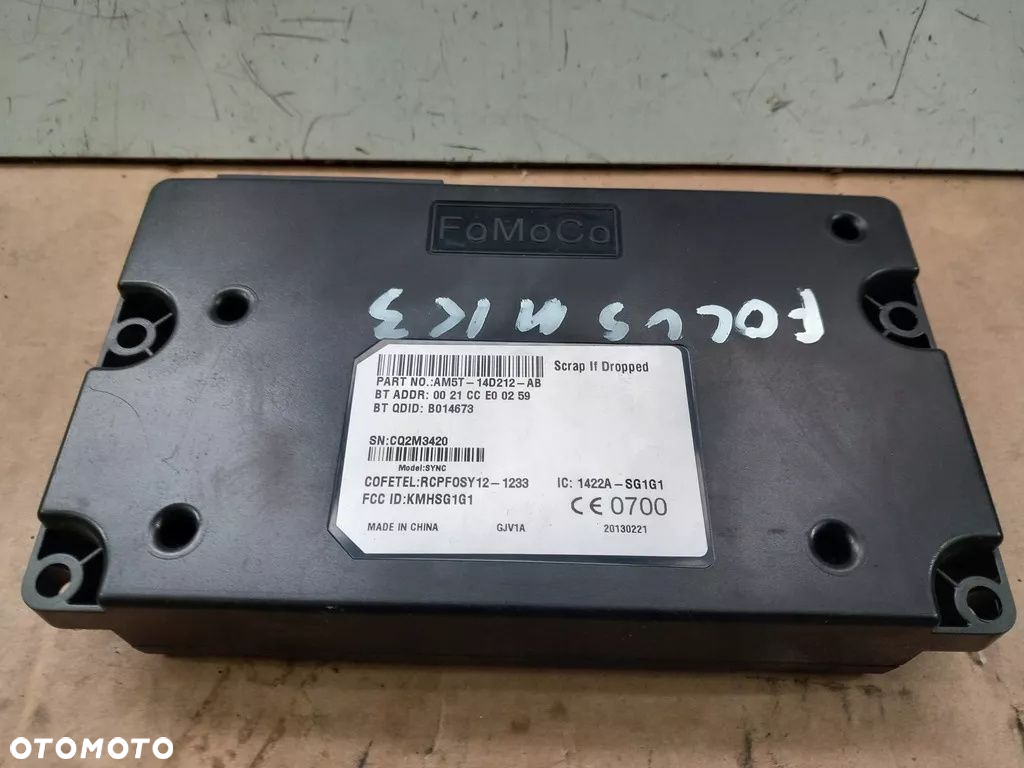 FoMoCo
FOCUS MK3
Scrap If Dropped
PART NO.:AM5T-14D212-AB
BT ADDR: 00 21 CC E0 02 59
BT QDID: B014673
SN:CQ2M3420
Model:SYNC
COFETEL:RCPFOSY12-1233 IC: 1422A-SG1G1
FCC ID:KMHSG1G1 CE 0700
MADE IN CHINA GJV1A 20130221
OTOMOTO